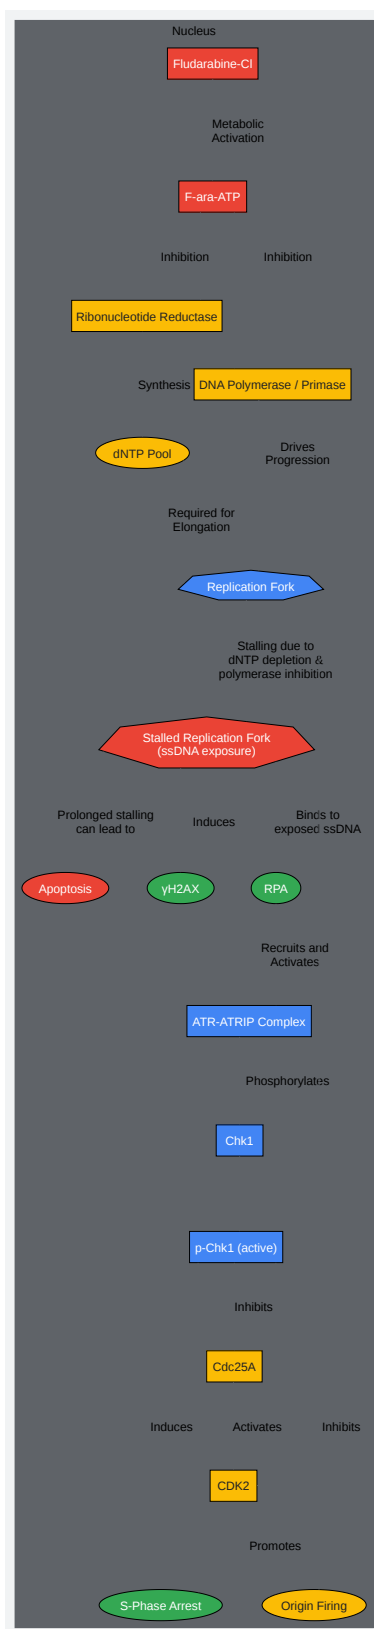 Nucleus
Fludarabine-Cl
Metabolic
Activation
F-ara-ATP
Inhibition
Inhibition
Ribonucleotide Reductase
Synthesis
DNA Polymerase / Primase
dNTP Pool
Drives
Progression
Required for
Elongation
Replication Fork
Stalling due to
dNTP depletion &
polymerase inhibition
Stalled Replication Fork
(ssDNA exposure)
Prolonged stalling
can lead to
Induces
Binds to
exposed ssDNA
Apoptosis
γH2AX
RPA
Recruits and
Activates
ATR-ATRIP Complex
Phosphorylates
Chk1
p-Chk1 (active)
Inhibits
Cdc25A
Induces
Activates
Inhibits
CDK2
Promotes
S-Phase Arrest
Origin Firing